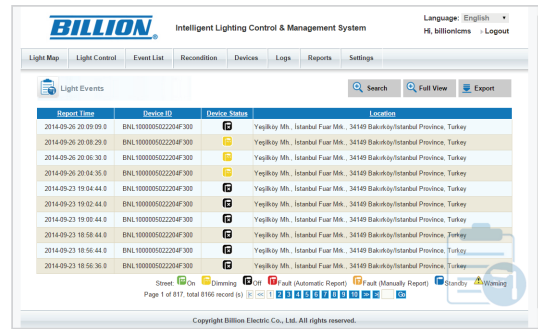 BILLION®
Intelligent Lighting Control & Management System
Language: English
Hi, billionlcms » Logout
Light Map Light Control Event List Recondition Devices Logs Reports Settings
Light Events
Search Full View Export
Report Time Device ID Device Status Location
2014-09-26 20:09:09.0 BNL1000005022204F300 Yeşilköy Mh., İstanbul Fuar Mrk., 34149 Bakırköy/İstanbul Province, Turkey
2014-09-26 20:08:29.0 BNL1000005022204F300 Yeşilköy Mh., İstanbul Fuar Mrk., 34149 Bakırköy/İstanbul Province, Turkey
2014-09-26 20:06:30.0 BNL1000005022204F300 Yeşilköy Mh., İstanbul Fuar Mrk., 34149 Bakırköy/İstanbul Province, Turkey
2014-09-26 20:04:35.0 BNL1000005022204F300 Yeşilköy Mh., İstanbul Fuar Mrk., 34149 Bakırköy/İstanbul Province, Turkey
2014-09-23 19:04:44.0 BNL1000005022204F300 Yeşilköy Mh., İstanbul Fuar Mrk., 34149 Bakırköy/İstanbul Province, Turkey
2014-09-23 19:02:44.0 BNL1000005022204F300 Yeşilköy Mh., İstanbul Fuar Mrk., 34149 Bakırköy/İstanbul Province, Turkey
2014-09-23 19:00:44.0 BNL1000005022204F300 Yeşilköy Mh., İstanbul Fuar Mrk., 34149 Bakırköy/İstanbul Province, Turkey
2014-09-23 18:58:44.0 BNL1000005022204F300 Yeşilköy Mh., İstanbul Fuar Mrk., 34149 Bakırköy/İstanbul Province, Turkey
2014-09-23 18:56:44.0 BNL1000005022204F300 Yeşilköy Mh., İstanbul Fuar Mrk., 34149 Bakırköy/İstanbul Province, Turkey
2014-09-23 18:56:36.0 BNL1000005022204F300 Yeşilköy Mh., İstanbul Fuar Mrk., 34149 Bakırköy/İstanbul Province, Turkey
Street: On Dimming Off Fault (Automatic Report) Fault (Manually Report) Standby Warning
Page 1 of 817, total 8166 record (s) |< << 1 2 3 4 5 6 7 8 9 10 >> >| Go
Copyright Billion Electric Co., Ltd. All rights reserved.